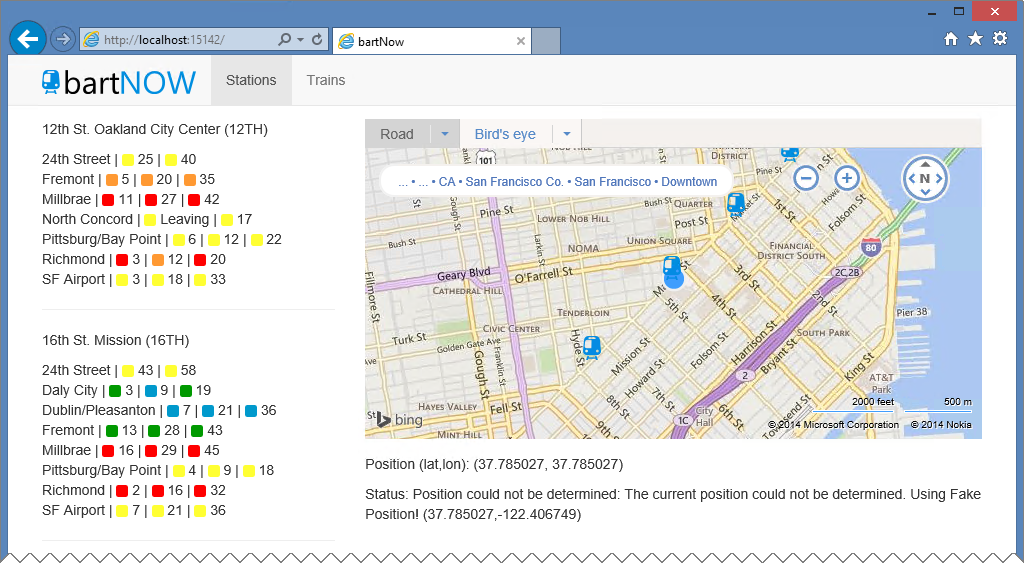 http://localhost:15142/
bartNow
bartNOW
Stations
Trains
12th St. Oakland City Center (12TH)
24th Street | 25 | 40
Fremont | 5 | 20 | 35
Millbrae | 11 | 27 | 42
North Concord | Leaving | 17
Pittsburg/Bay Point | 6 | 12 | 22
Richmond | 3 | 12 | 20
SF Airport | 3 | 18 | 33
16th St. Mission (16TH)
24th Street | 43 | 58
Daly City | 3 | 9 | 19
Dublin/Pleasanton | 7 | 21 | 36
Fremont | 13 | 28 | 43
Millbrae | 16 | 29 | 45
Pittsburg/Bay Point | 4 | 9 | 18
Richmond | 2 | 16 | 32
SF Airport | 7 | 21 | 36
Road
Bird's eye
... • ... • CA • San Francisco Co. • San Francisco • Downtown
N
101
FINANCIAL
DISTRICT
Bush St
QUARTER
Pine St
Post St
LOWER NOB HILL
1st St
Folsom St
Gough St
Larkin St
Bush St
NOMA
UNION SQUARE
FINANCIAL
DISTRICT SOUTH
80
Geary Blvd
O'Farrell St
CATHEDRAL HILL
3rd St
2C,2B
Fillmore St
4th St
2nd St
5th St
TENDERLOIN
Pier 38
CIVIC CENTER
Turk St
Golden Gate Ave
Hyde St
Franklin St
Gough St
SOUTH PARK
Mission St
Folsom St
Harrison St
Bryant St
King St
Howard St
2
AT&T
Park
HAYES VALLEY
Fell St
8th St
9th St
6th St
1C
City
Hall
Townsend St
MINT HILL
bing
2000 feet
500 m
© 2014 Microsoft Corporation
© 2014 Nokia
Position (lat,lon): (37.785027, 37.785027)
Status: Position could not be determined: The current position could not be determined. Using Fake
Position! (37.785027,-122.406749)